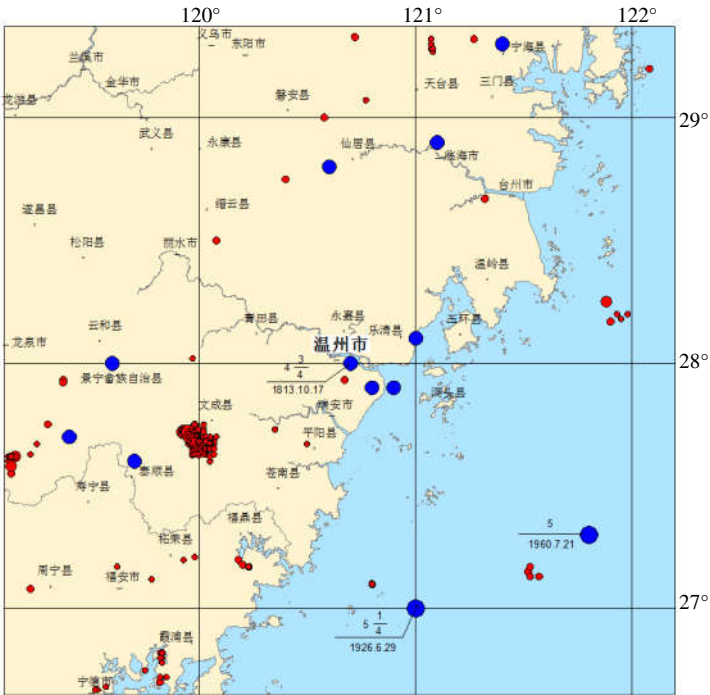 120° 121° 122°
义乌市
东阳市
宁海县
兰溪市
金华市
天台县
三门县
磐安县
龙游县
29°
武义县
永康县
仙居县
临海市
台州市
遂昌县
缙云县
松阳县
丽水市
温岭县
云和县
青田县
永嘉县
乐清县
玉环县
龙泉市
温州市
28°
4 3/4
1813.10.17
景宁畲族自治县
洞头县
文成县
瑞安市
平阳县
泰顺县
苍南县
寿宁县
福鼎县
5
1960.7.21
柘荣县
周宁县
福安市
27°
5 1/4
1926.6.29
霞浦县
宁德市